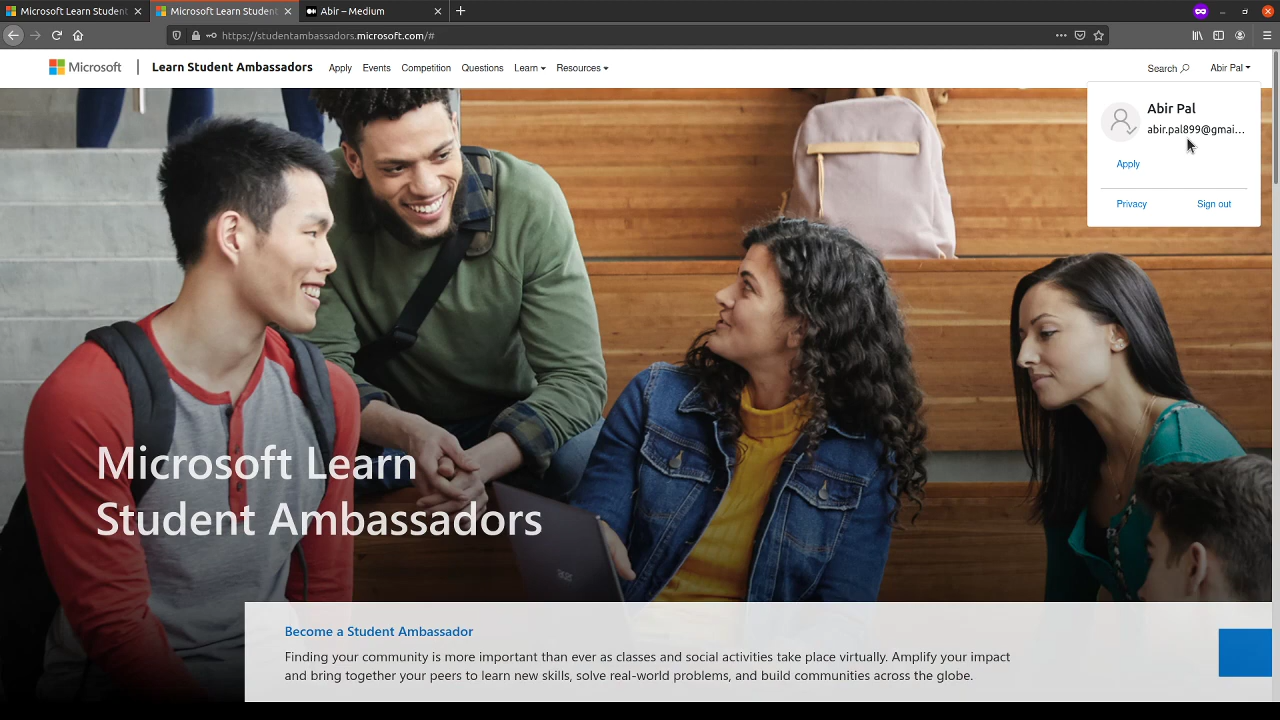 Microsoft Learn Student
Microsoft Learn Student
Abir – Medium
https://studentambassadors.microsoft.com/#
Microsoft
Learn Student Ambassadors
Apply
Events
Competition
Questions
Learn
Resources
Search
Abir Pal
Abir Pal
abir.pal899@gmai...
Apply
Privacy
Sign out
Microsoft Learn
Student Ambassadors
Become a Student Ambassador
Finding your community is more important than ever as classes and social activities take place virtually. Amplify your impact
and bring together your peers to learn new skills, solve real-world problems, and build communities across the globe.